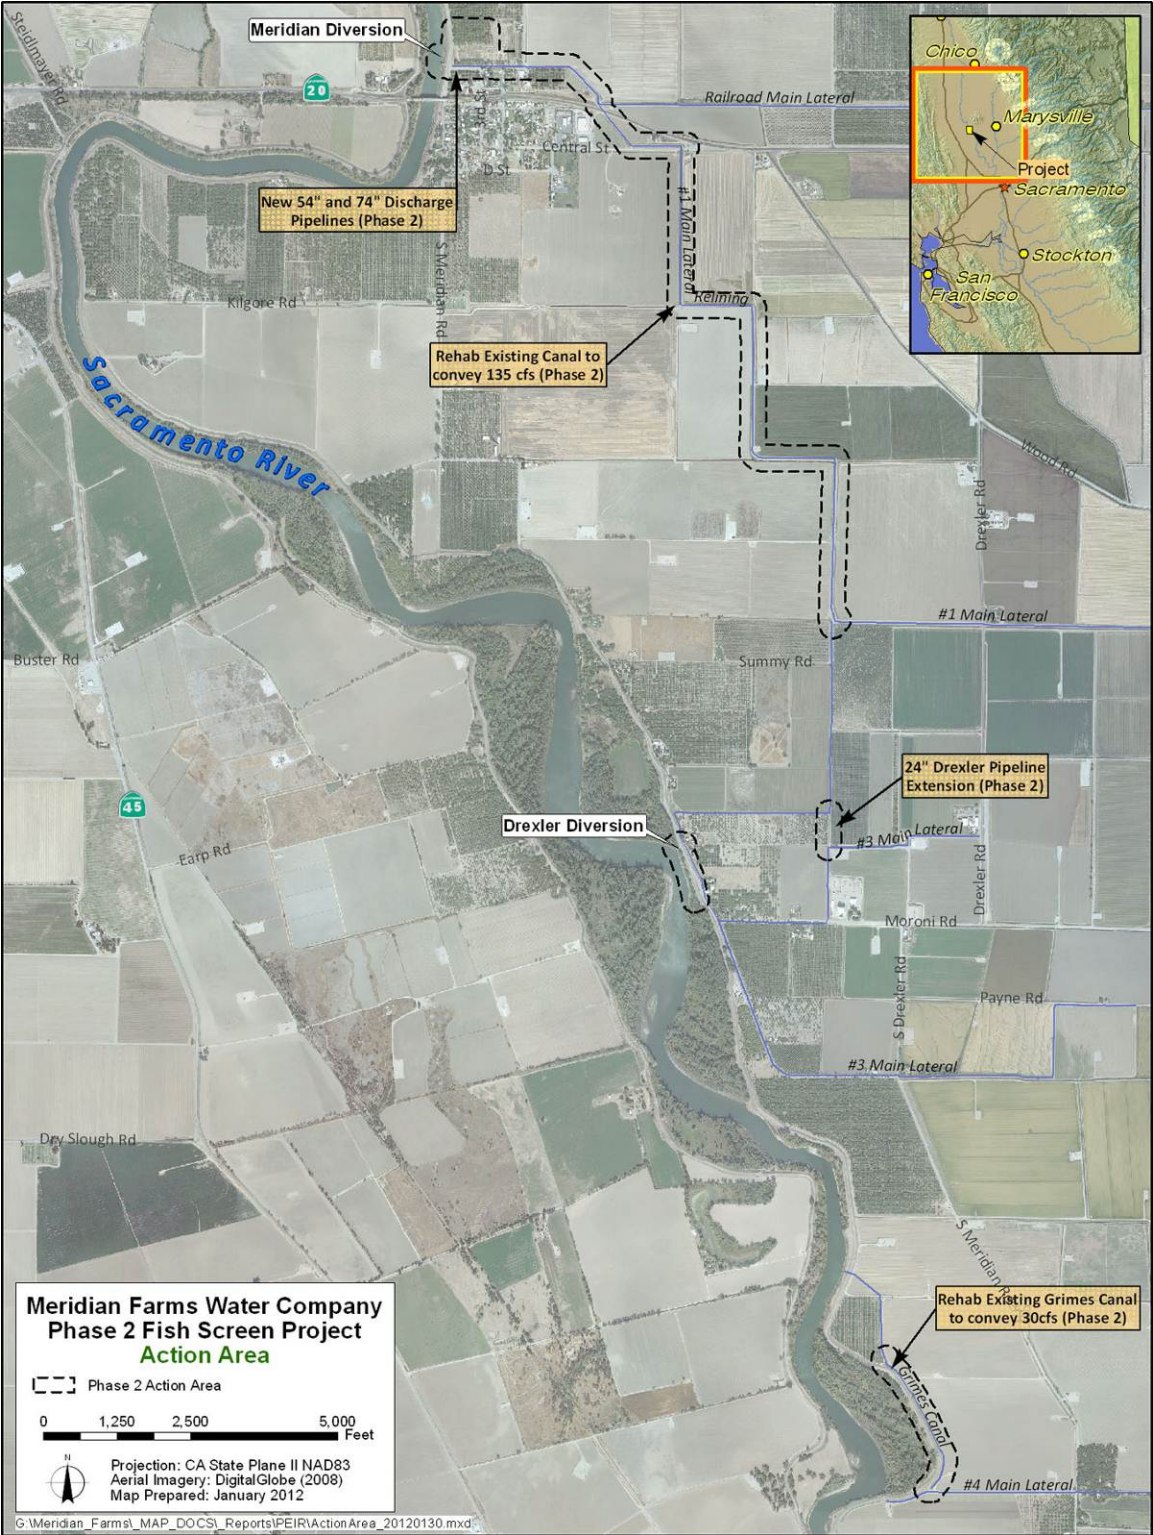 Steidlmayer Rd
Meridian Diversion
20
3rd St
Railroad Main Lateral
Central St
D St
New 54" and 74" Discharge
Pipelines (Phase 2)
#1 Main Lateral
S Meridian Rd
Kilgore Rd
Relining
Rehab Existing Canal to
convey 135 cfs (Phase 2)
Chico
Marysville
Project
Sacramento
Stockton
San
Francisco
Sacramento River
Wood Rd
Drexler Rd
#1 Main Lateral
Buster Rd
Summy Rd
45
24" Drexler Pipeline
Extension (Phase 2)
Drexler Diversion
#3 Main Lateral
Earp Rd
Drexler Rd
Moroni Rd
S Drexler Rd
Payne Rd
#3 Main Lateral
Dry Slough Rd
S Meridian Rd
Rehab Existing Grimes Canal
to convey 30cfs (Phase 2)
Grimes Canal
#4 Main Lateral
Meridian Farms Water Company
Phase 2 Fish Screen Project
Action Area
Phase 2 Action Area
0 1,250 2,500 5,000
Feet
N
Projection: CA State Plane II NAD83
Aerial Imagery: DigitalGlobe (2008)
Map Prepared: January 2012
G:\Meridian_Farms\_MAP_DOCS\_Reports\PEIR\ActionArea_20120130.mxd